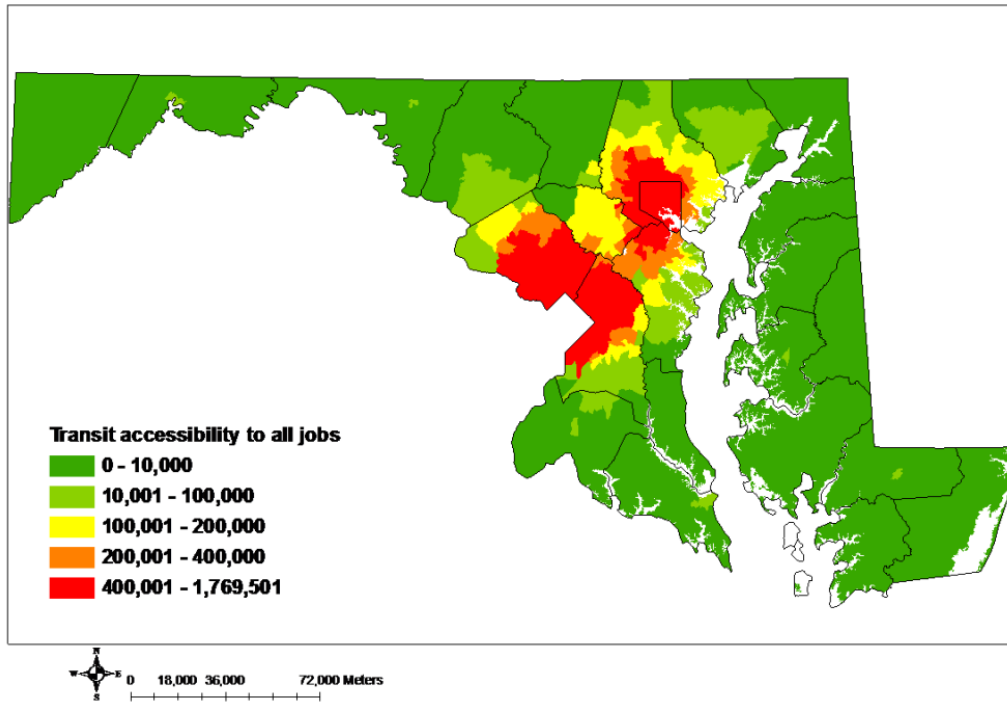 Transit accessibility to all jobs
0 - 10,000
10,001 - 100,000
100,001 - 200,000
200,001 - 400,000
400,001 - 1,769,501
N
W E
S
0 18,000 36,000 72,000 Meters